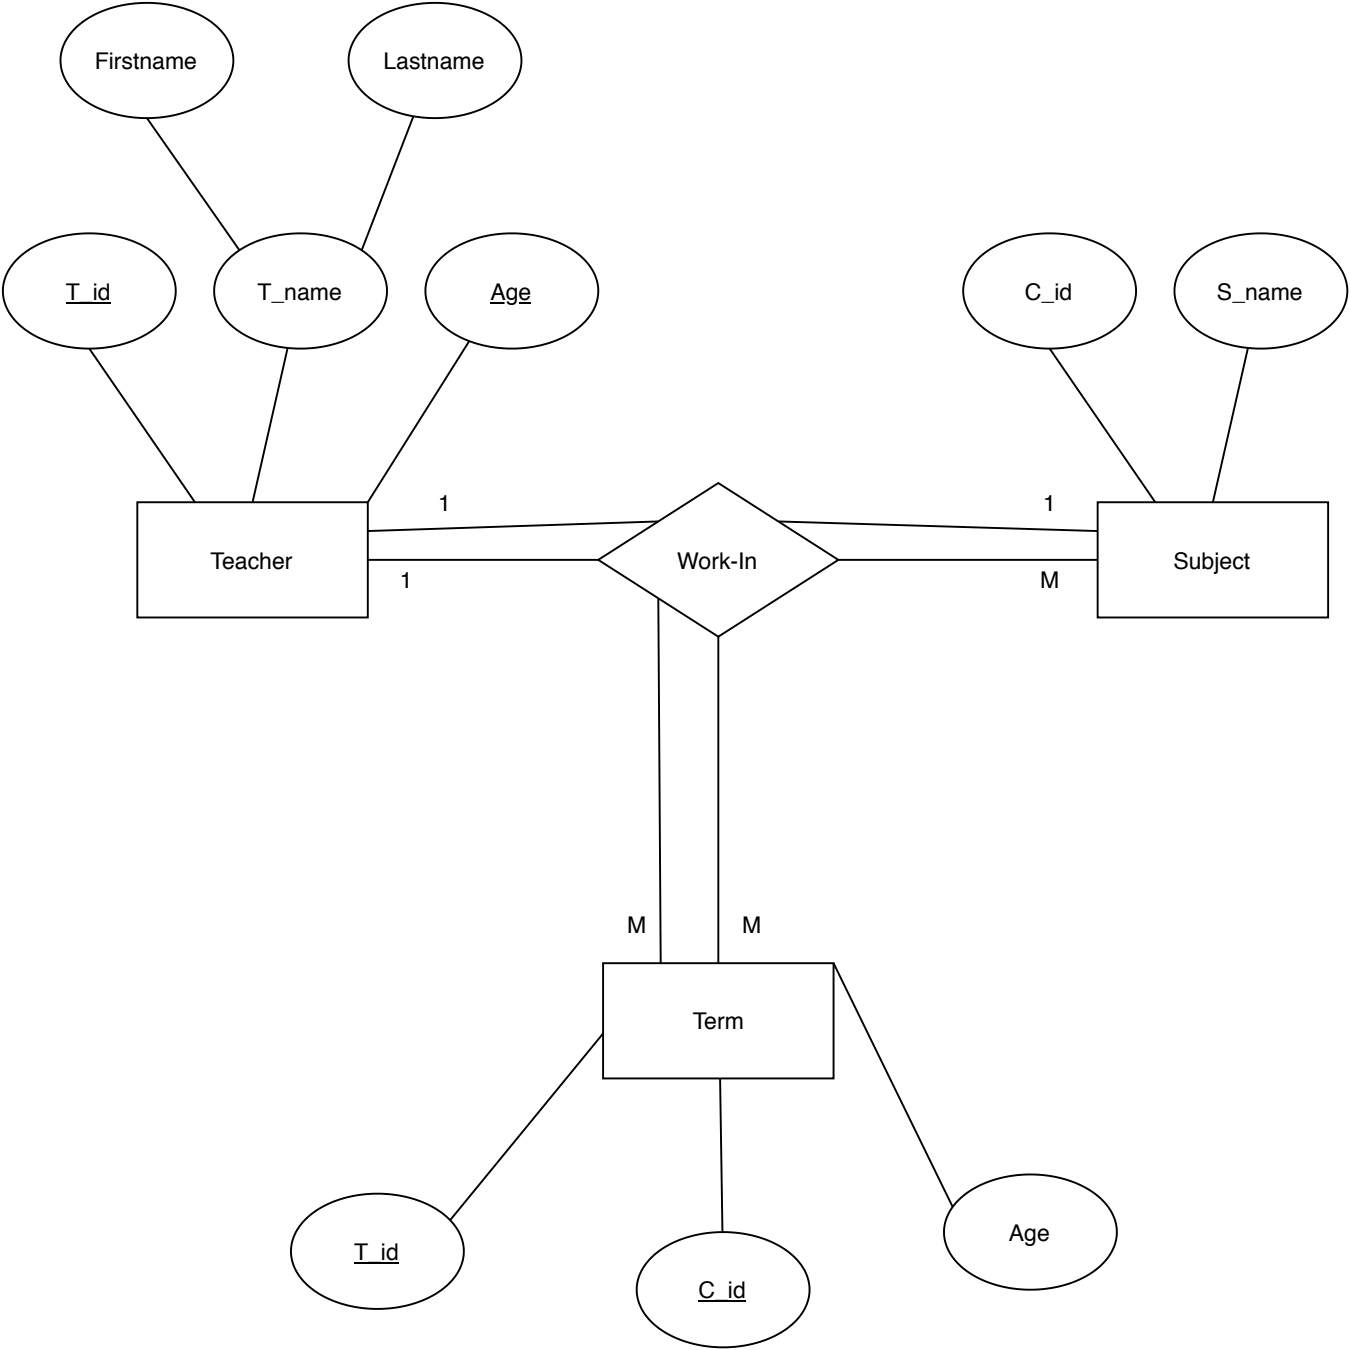 Firstname
Lastname
T_id
T_name
Age
C_id
S_name
1
1
Teacher
Work-In
Subject
1
M
M
M
Term
Age
T_id
C_id